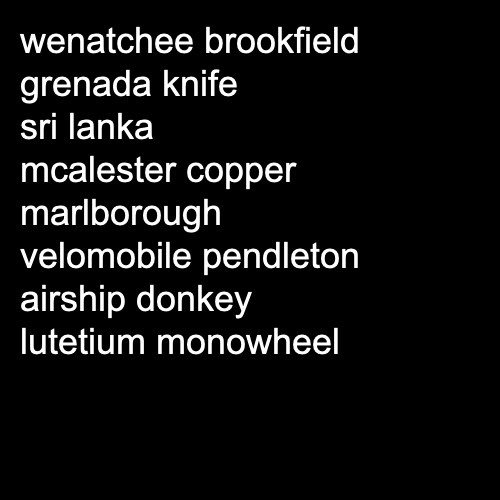 wenatchee brookfield
grenada knife
sri lanka
mcalester copper
marlborough
velomobile pendleton
airship donkey
lutetium monowheel